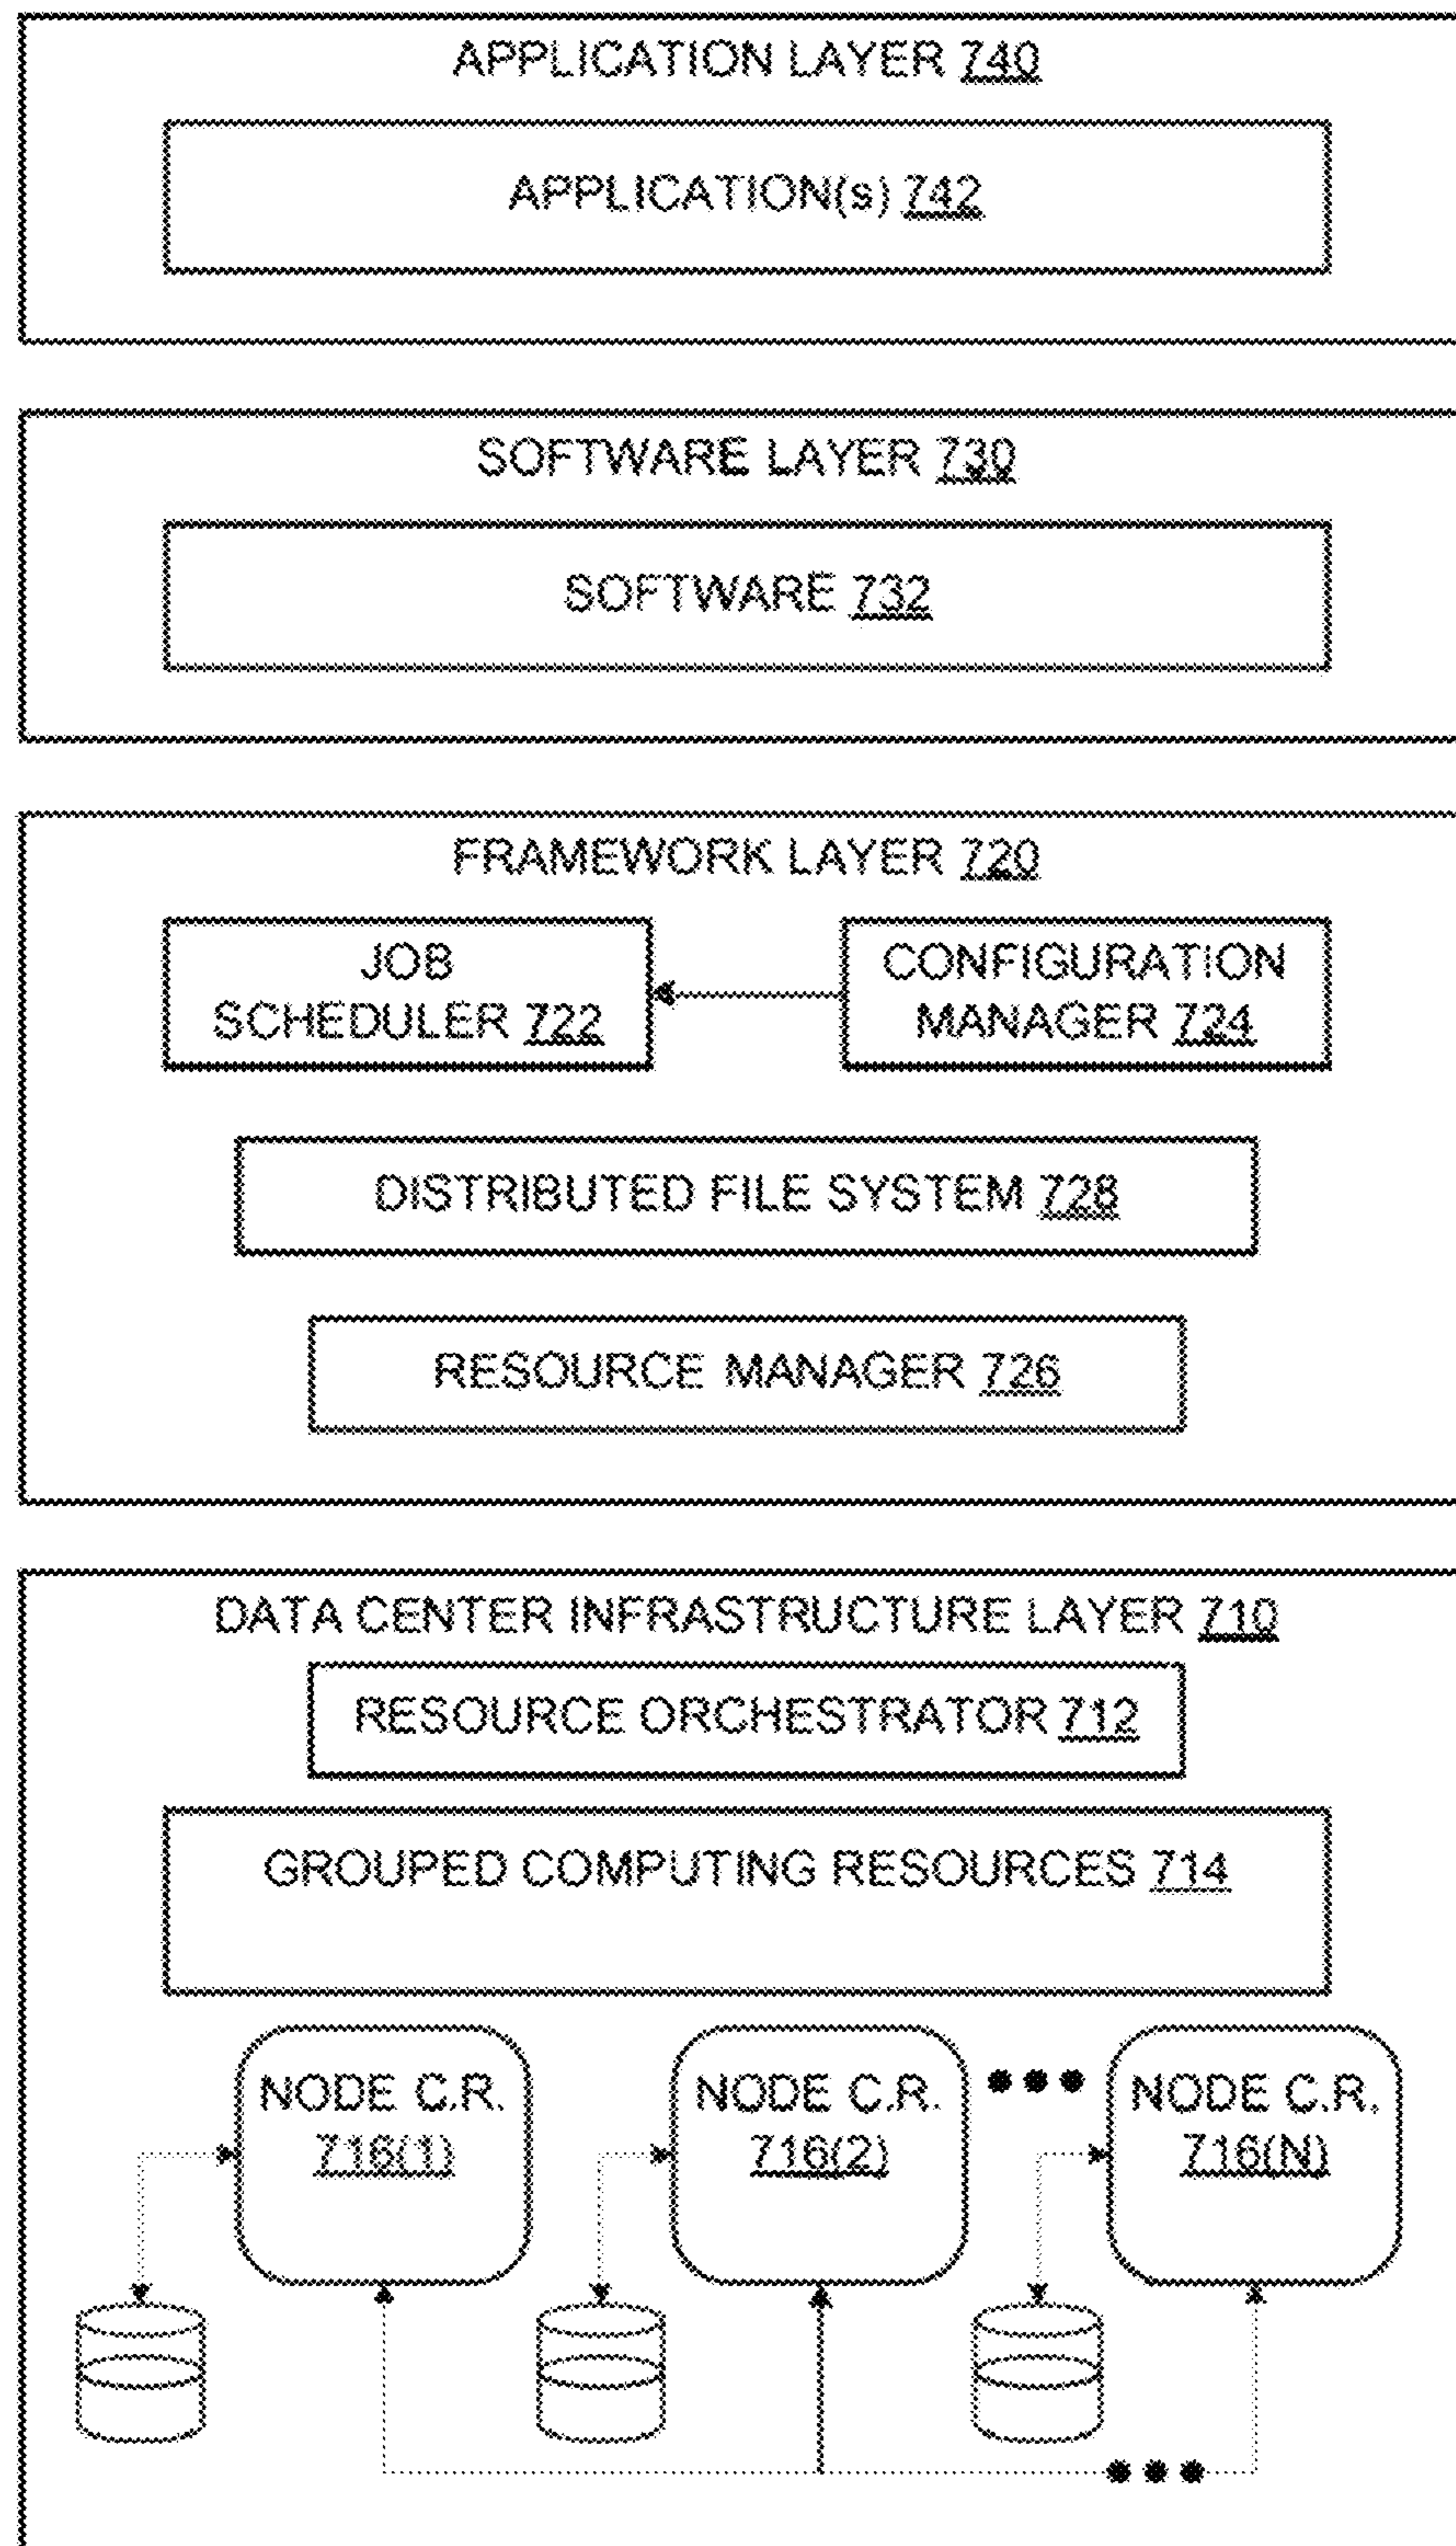 APPLICATION LAYER 740
APPLICATION(s) 742
SOFTWARE LAYER 730
SOFTWARE 732
FRAMEWORK LAYER 720
JOB
SCHEDULER 722
CONFIGURATION
MANAGER 724
DISTRIBUTED FILE SYSTEM 728
RESOURCE MANAGER 726
DATA CENTER INFRASTRUCTURE LAYER 710
RESOURCE ORCHESTRATOR 712
GROUPED COMPUTING RESOURCES 714
NODE C.R.
716(1)
NODE C.R.
716(2)
NODE C.R.
716(N)